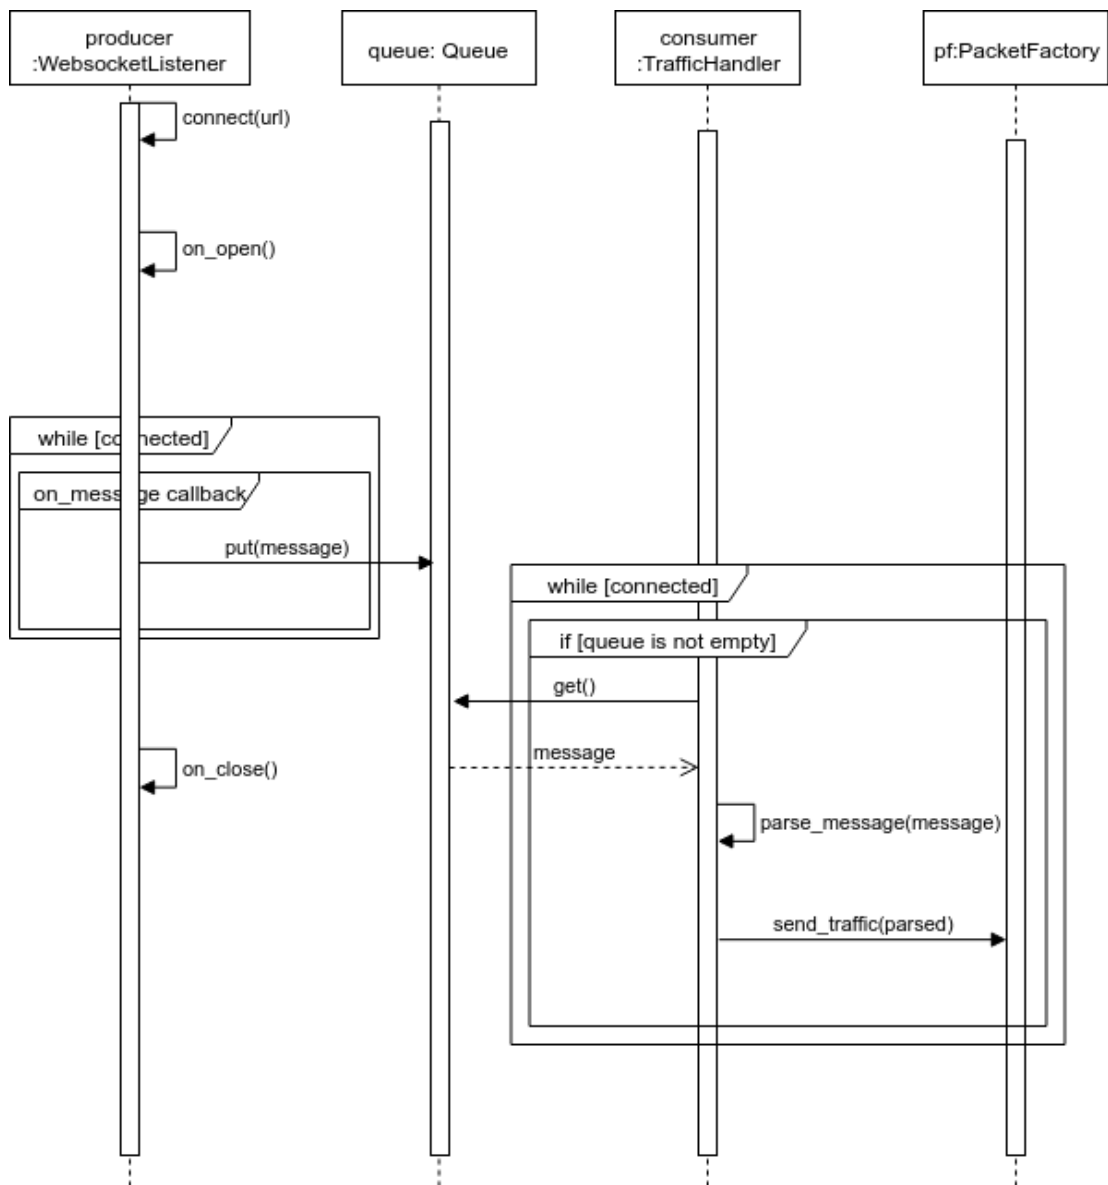 producer
:WebsocketListener
queue: Queue
consumer
:TrafficHandler
pf:PacketFactory
connect(url)
on_open()
while [connected]
on_message callback
put(message)
while [connected]
if [queue is not empty]
get()
message
on_close()
parse_message(message)
send_traffic(parsed)